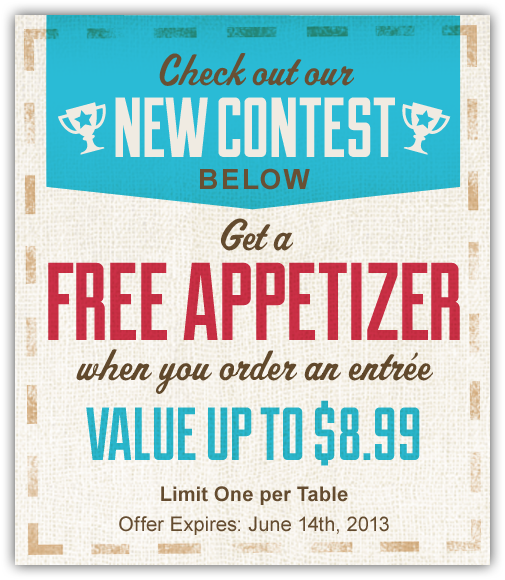 Check out our
NEW CONTEST
BELOW
Get a
FREE APPETIZER
when you order an entrée
VALUE UP TO $8.99
Limit One per Table
Offer Expires: June 14th, 2013